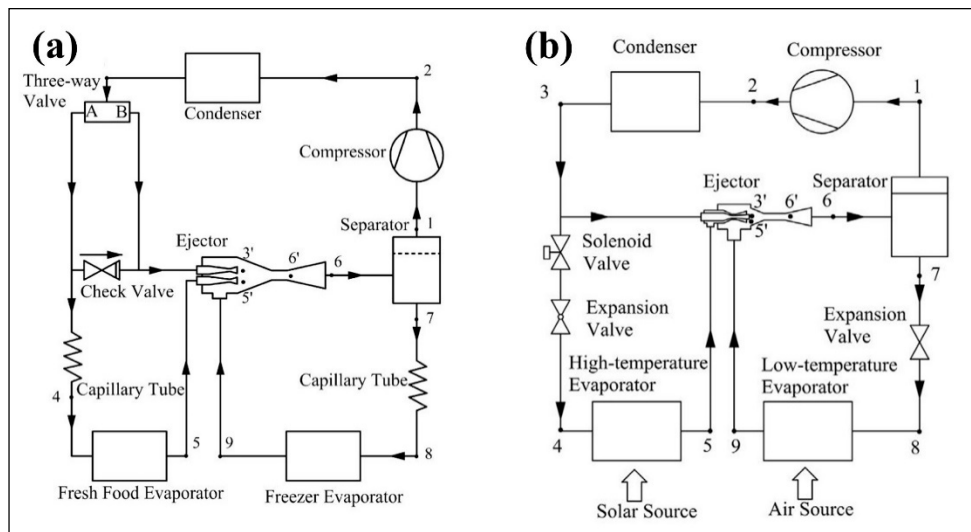 (a)
Three-way
Valve
A B
Condenser
2
Compressor
1
Separator
Ejector
3'
5'
6'
6
Check Valve
7
Capillary Tube
4
Capillary Tube
5
9
8
Fresh Food Evaporator
Freezer Evaporator
(b)
Condenser
Compressor
3
2
1
Ejector
3'
5'
6'
6
Separator
Solenoid
Valve
7
Expansion
Valve
Expansion
Valve
High-temperature
Evaporator
Low-temperature
Evaporator
4
5
9
8
Solar Source
Air Source